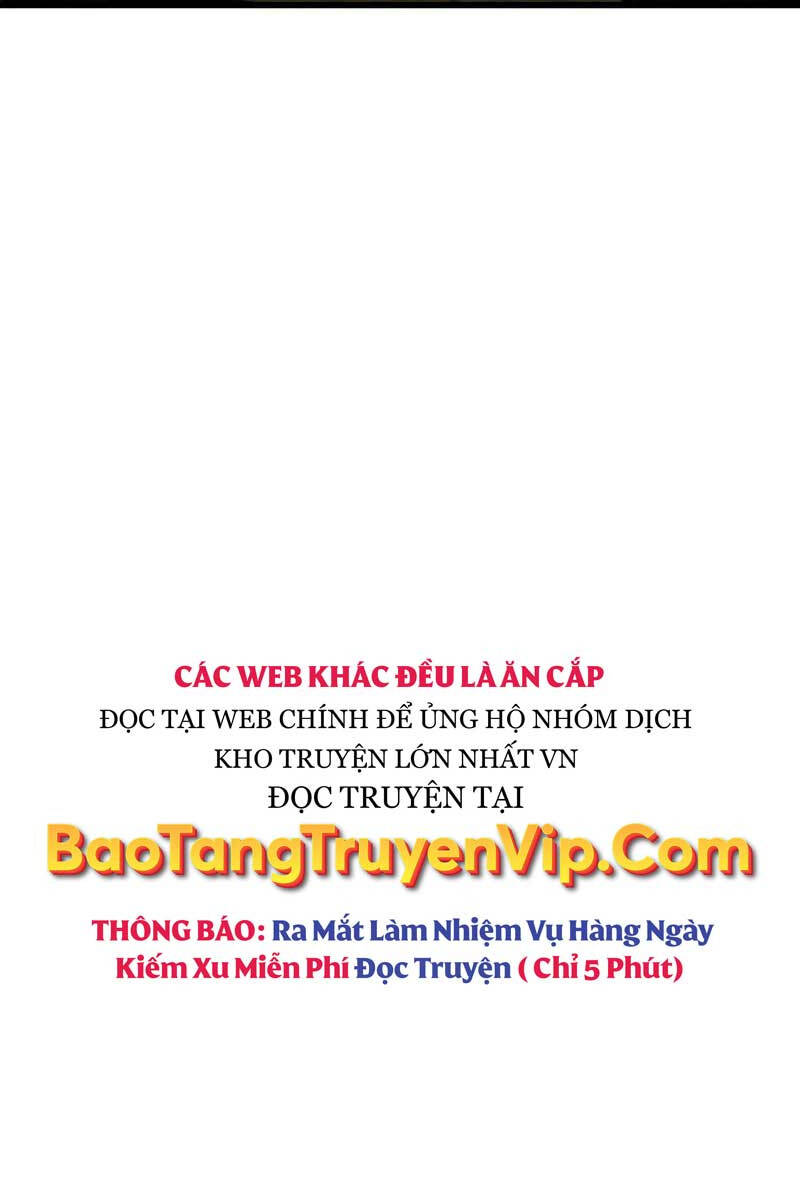 CÁC WEB KHÁC ĐỀU LÀ ĂN CẮP
ĐỌC TẠI WEB CHÍNH ĐỂ ỦNG HỘ NHÓM DỊCH
KHO TRUYỆN LỚN NHẤT VN
ĐỌC TRUYỆN TẠI
BaoTangTruyenVip.Com
THÔNG BÁO: Ra Mắt Làm Nhiệm Vụ Hàng Ngày
Kiếm Xu Miễn Phí Đọc Truyện ( Chỉ 5 Phút)